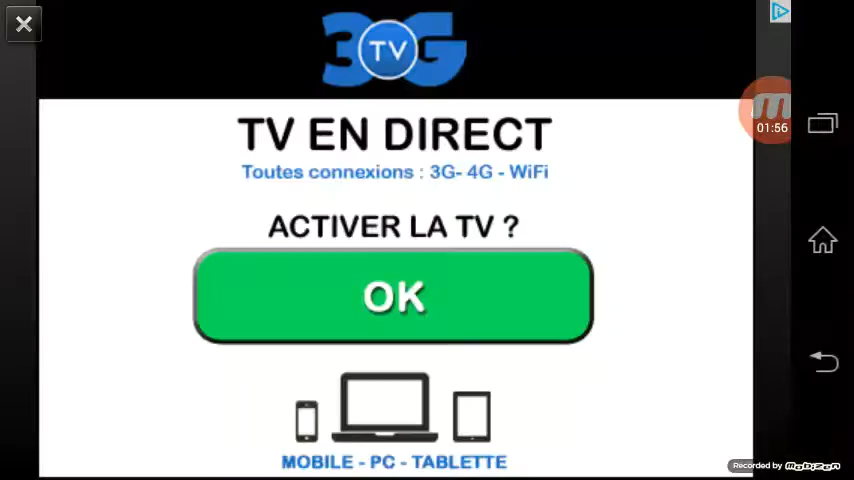 3G TV
01:56
TV EN DIRECT
Toutes connexions : 3G- 4G - WiFi
ACTIVER LA TV ?
OK
MOBILE - PC - TABLETTE
Recorded by Mobizen